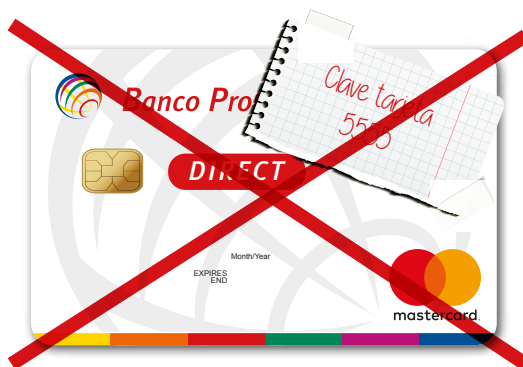 Banco Pro
Clave tarjeta
5555
DIRECT
Month/Year
EXPIRES
END
mastercard.